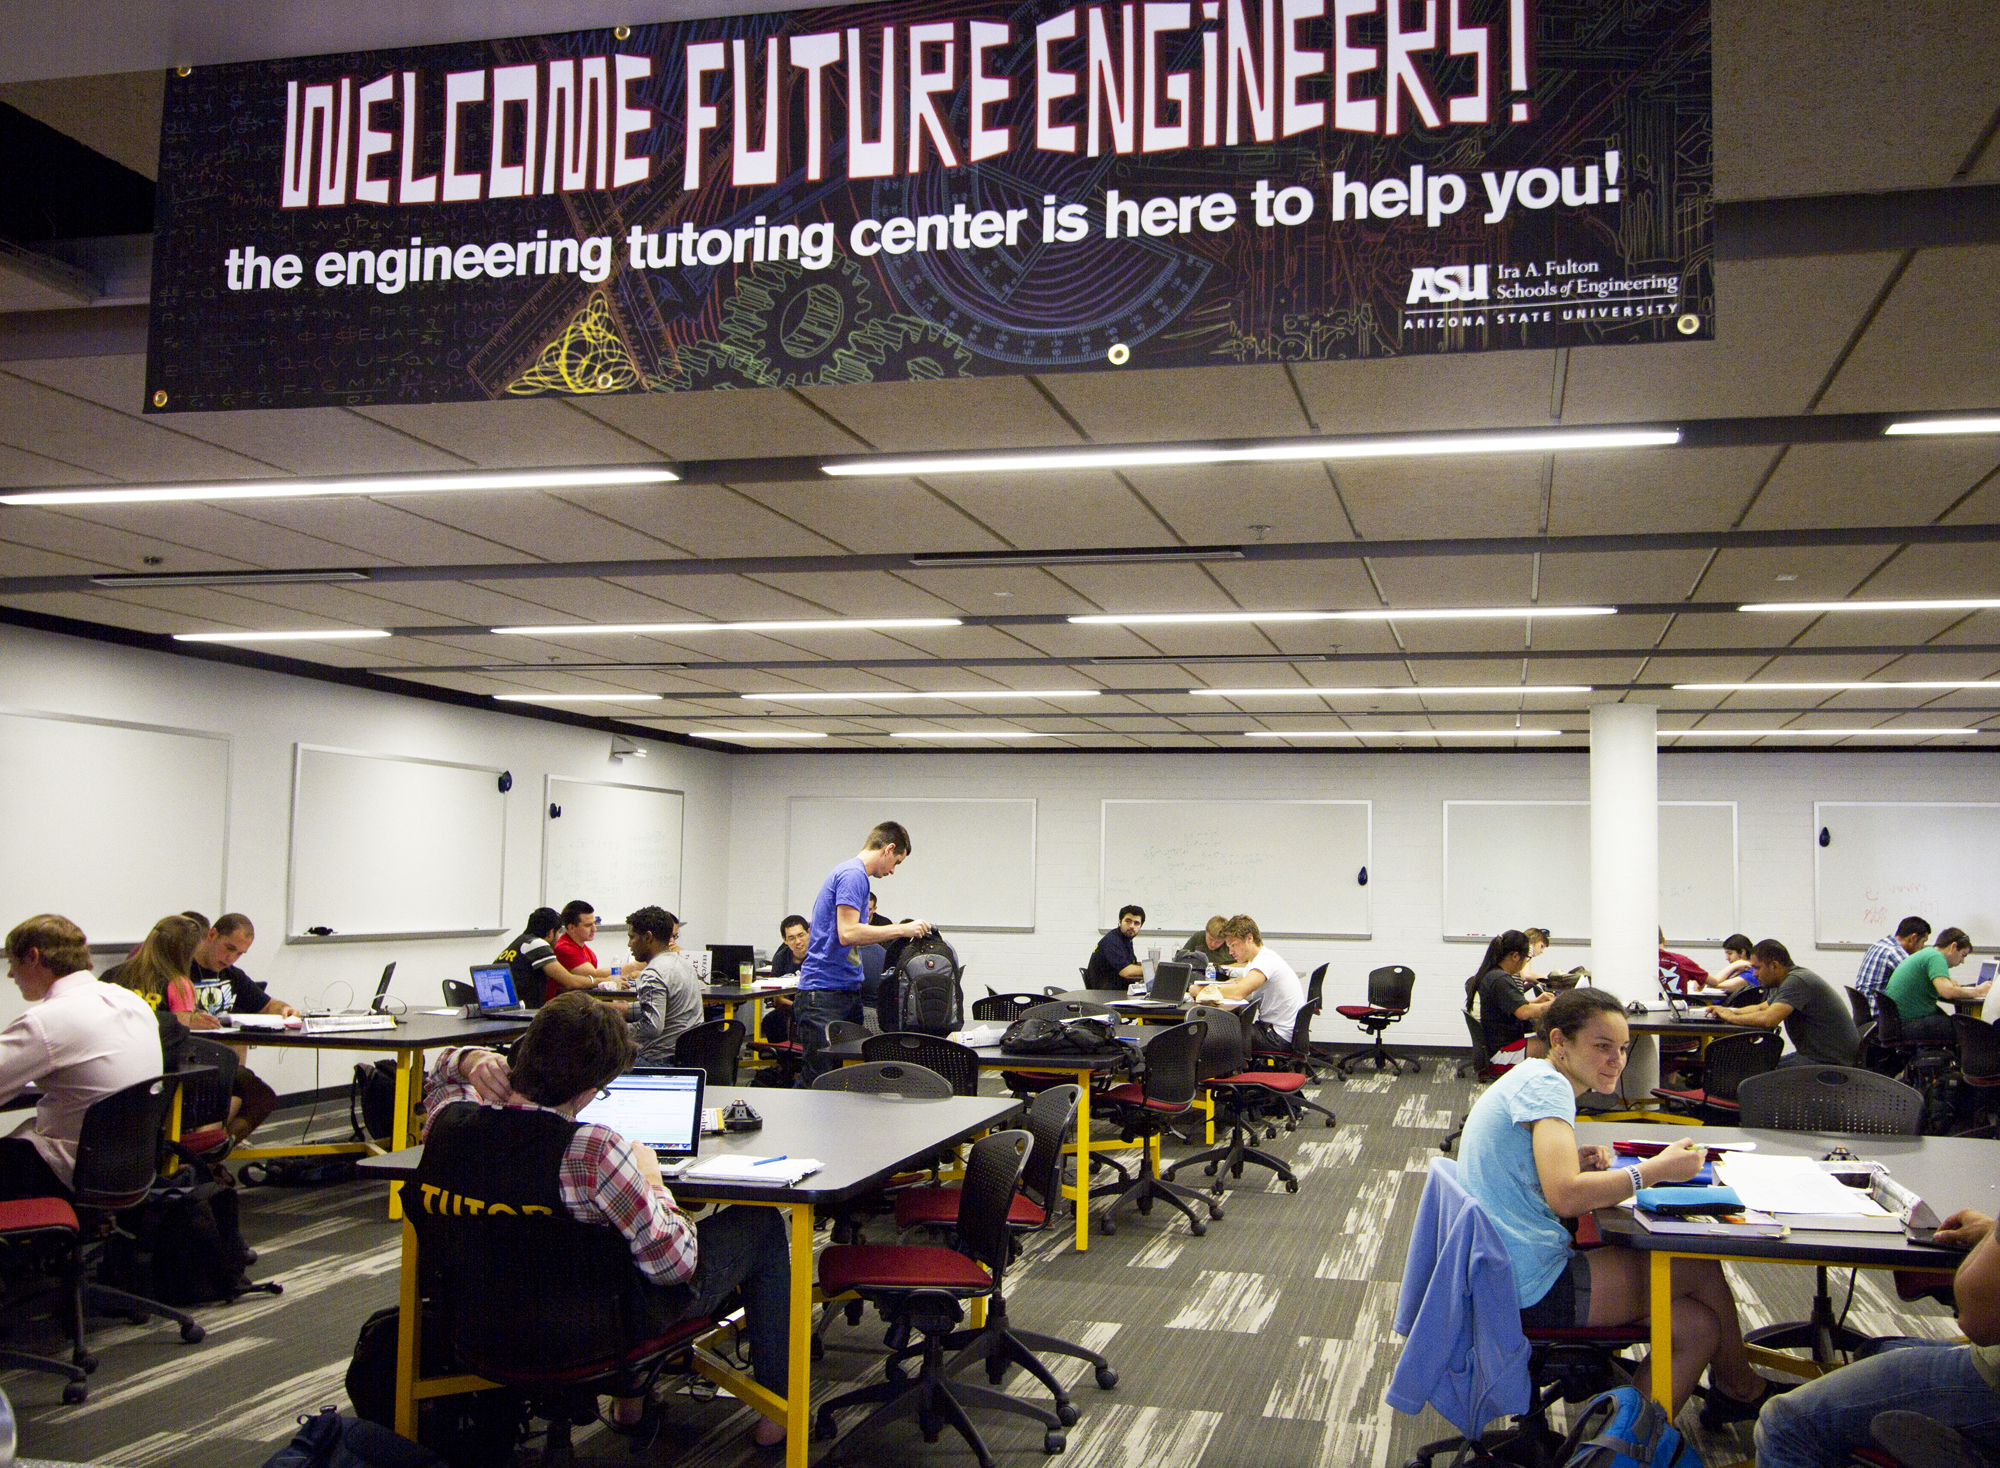 WELCOME FUTURE ENGINEERS!
the engineering tutoring center is here to help you!
ASU Ira A. Fulton
Schools of Engineering
ARIZONA STATE UNIVERSITY
TUTOR